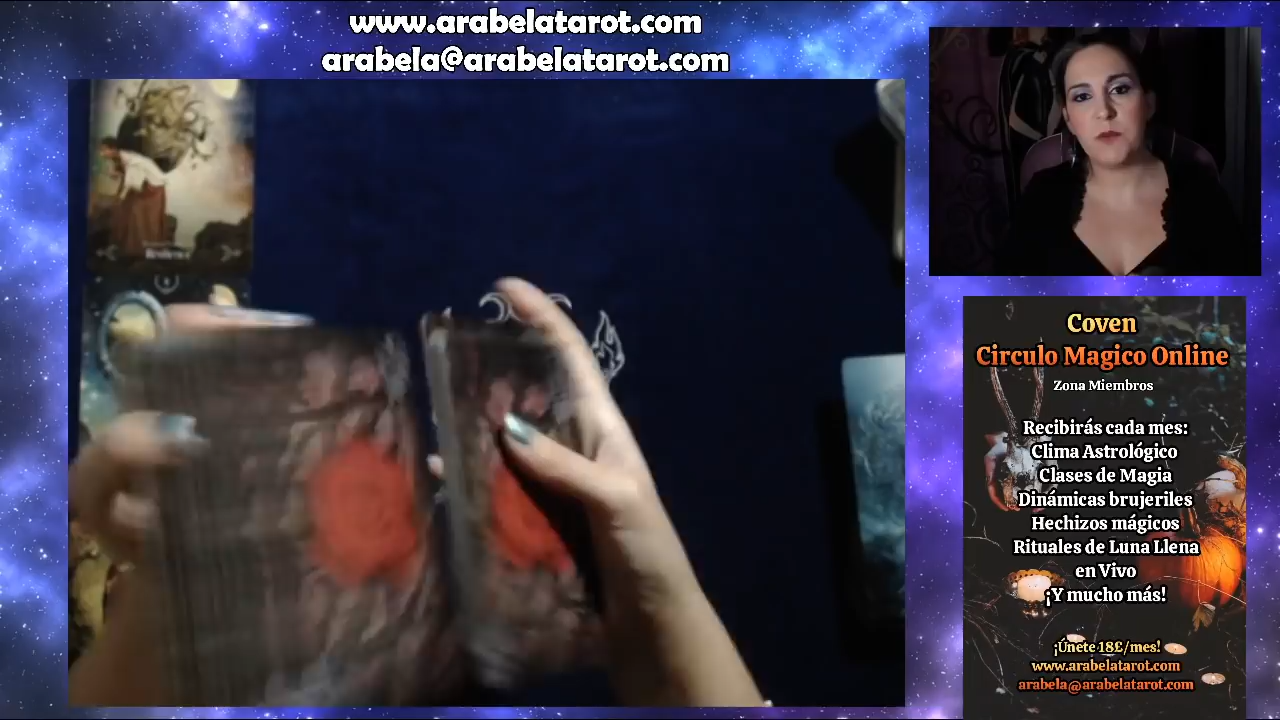 www.arabelatarot.com
arabela@arabelatarot.com
Coven
Circulo Magico Online
Zona Miembros
Recibirás cada mes:
Clima Astrológico
Clases de Magia
Dinámicas brujeriles
Hechizos mágicos
Rituales de Luna Llena
en Vivo
¡Y mucho más!
¡Únete 18£/mes!
www.arabelatarot.com
arabela@arabelatarot.com